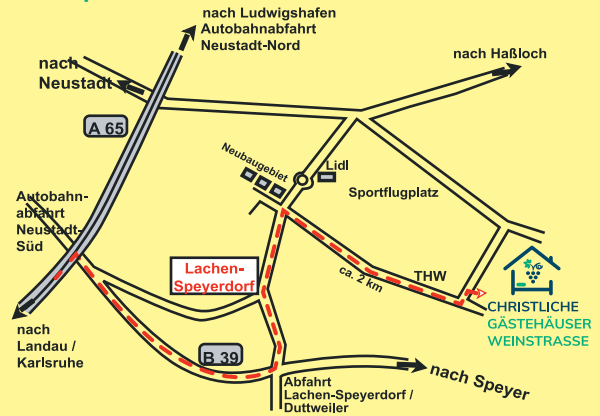 nach Ludwigshafen
Autobahnabfahrt
Neustadt-Nord
nach Haßloch
nach
Neustadt
A 65
Neubaugebiet
Lidl
Sportflugplatz
Autobahn-
abfahrt
Neustadt-
Süd
Lachen-
Speyerdorf
ca. 2 km
THW
CHRISTLICHE
GÄSTEHÄUSER
WEINSTRASSE
nach
Landau /
Karlsruhe
B 39
nach Speyer
Abfahrt
Lachen-Speyerdorf /
Duttweiler